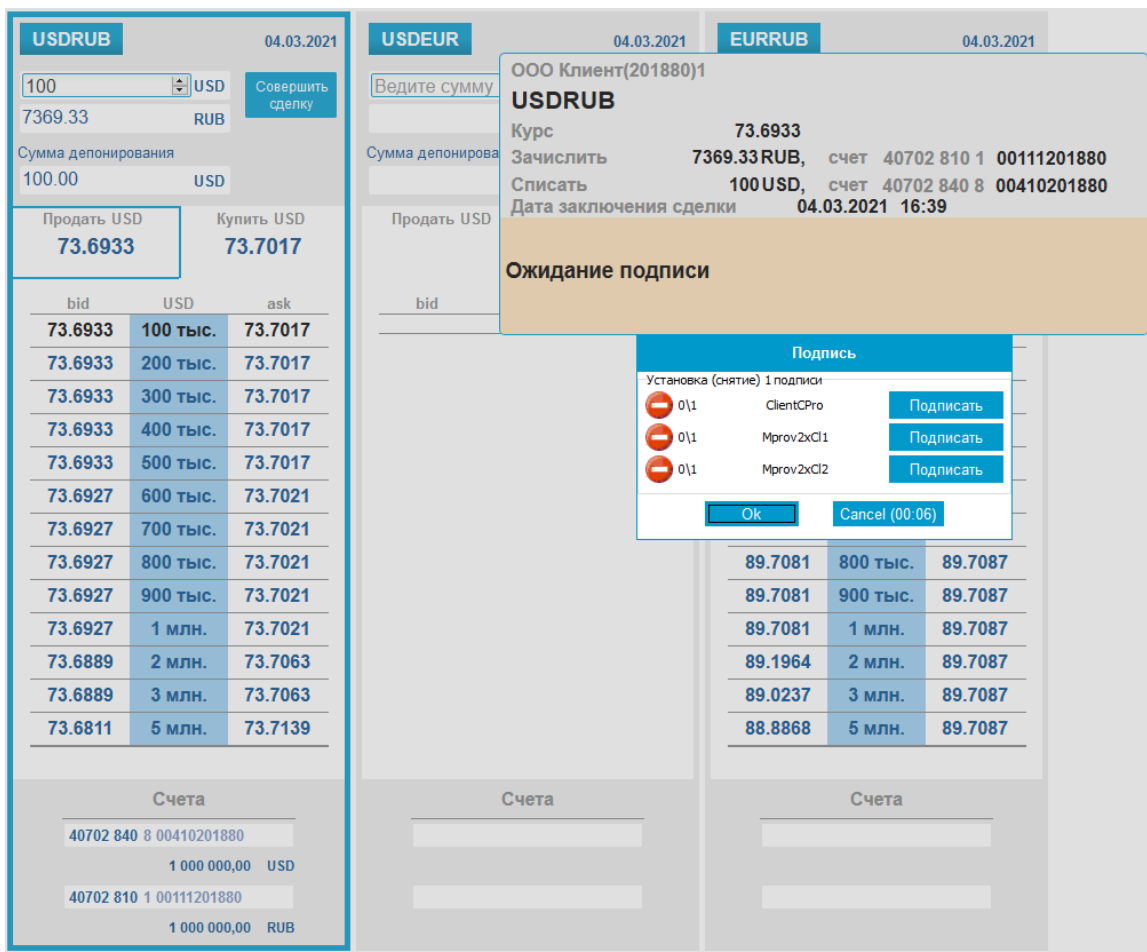 USDRUB 04.03.2021
100 USD Совершить сделку
7369.33 RUB
Сумма депонирования
100.00 USD
Продать USD Купить USD
73.6933 73.7017
bid USD ask
73.6933 100 тыс. 73.7017
73.6933 200 тыс. 73.7017
73.6933 300 тыс. 73.7017
73.6933 400 тыс. 73.7017
73.6933 500 тыс. 73.7017
73.6927 600 тыс. 73.7021
73.6927 700 тыс. 73.7021
73.6927 800 тыс. 73.7021
73.6927 900 тыс. 73.7021
73.6927 1 млн. 73.7021
73.6889 2 млн. 73.7063
73.6889 3 млн. 73.7063
73.6811 5 млн. 73.7139
Счета
40702 840 8 00410201880
1 000 000,00 USD
40702 810 1 00111201880
1 000 000,00 RUB
USDEUR 04.03.2021
Ведите сумму
Сумма депонирова
Продать USD
bid
Счета
EURRUB 04.03.2021
89.7081 800 тыс. 89.7087
89.7081 900 тыс. 89.7087
89.7081 1 млн. 89.7087
89.1964 2 млн. 89.7087
89.0237 3 млн. 89.7087
88.8868 5 млн. 89.7087
Счета
ООО Клиент(201880)1
USDRUB
Курс 73.6933
Зачислить 7369.33 RUB, счет 40702 810 1 00111201880
Списать 100 USD, счет 40702 840 8 00410201880
Дата заключения сделки 04.03.2021 16:39
Ожидание подписи
Подпись
Установка (снятие) 1 подписи
0\1 ClientCPro Подписать
0\1 Mprov2xCl1 Подписать
0\1 Mprov2xCl2 Подписать
Ok Cancel (00:06)